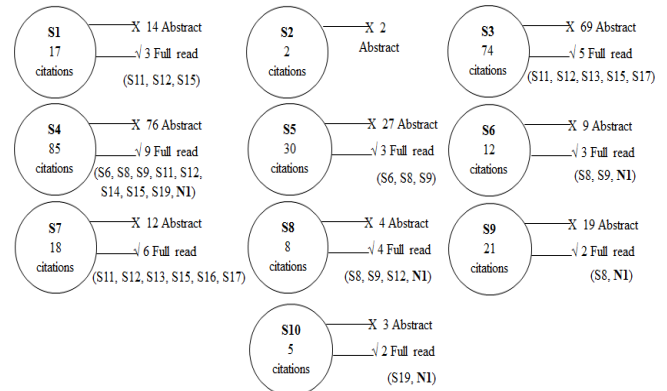 S1
17
citations
X 14 Abstract
√ 3 Full read
(S11, S12, S15)
S2
2
citations
X 2
Abstract
S3
74
citations
X 69 Abstract
√ 5 Full read
(S11, S12, S13, S15, S17)
S4
85
citations
X 76 Abstract
√ 9 Full read
(S6, S8, S9, S11, S12,
S14, S15, S19, N1)
S5
30
citations
X 27 Abstract
√ 3 Full read
(S6, S8, S9)
S6
12
citations
X 9 Abstract
√ 3 Full read
(S8, S9, N1)
S7
18
citations
X 12 Abstract
√ 6 Full read
(S11, S12, S13, S15, S16, S17)
S8
8
citations
X 4 Abstract
√ 4 Full read
(S8, S9, S12, N1)
S9
21
citations
X 19 Abstract
√ 2 Full read
(S8, N1)
S10
5
citations
X 3 Abstract
√ 2 Full read
(S19, N1)